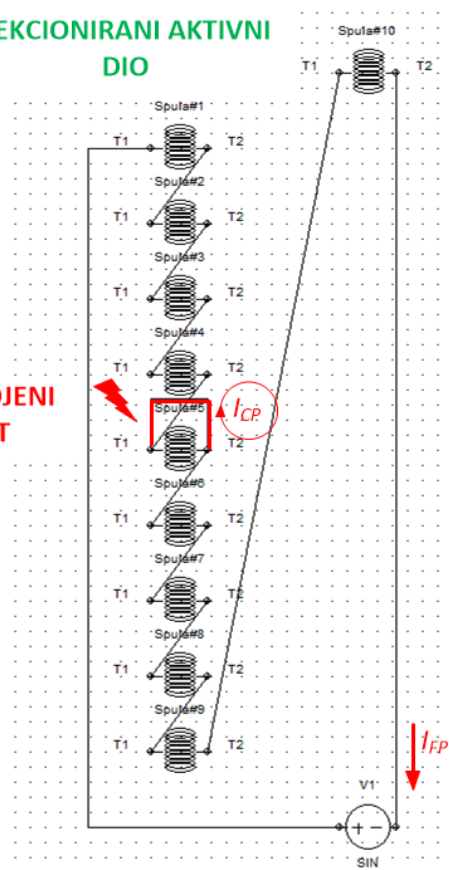 EKCIONIRANI AKTIVNI
DIO
Spula#10
T1 T2
Spula#1
T1 T2
Spula#2
T1 T2
Spula#3
T1 T2
Spula#4
T1 T2
OJENI
T
Spula#5
I_CP
T1 T2
Spula#6
T1 T2
Spula#7
T1 T2
Spula#8
T1 T2
Spula#9
T1 T2
I_FP
V1
+ −
SIN